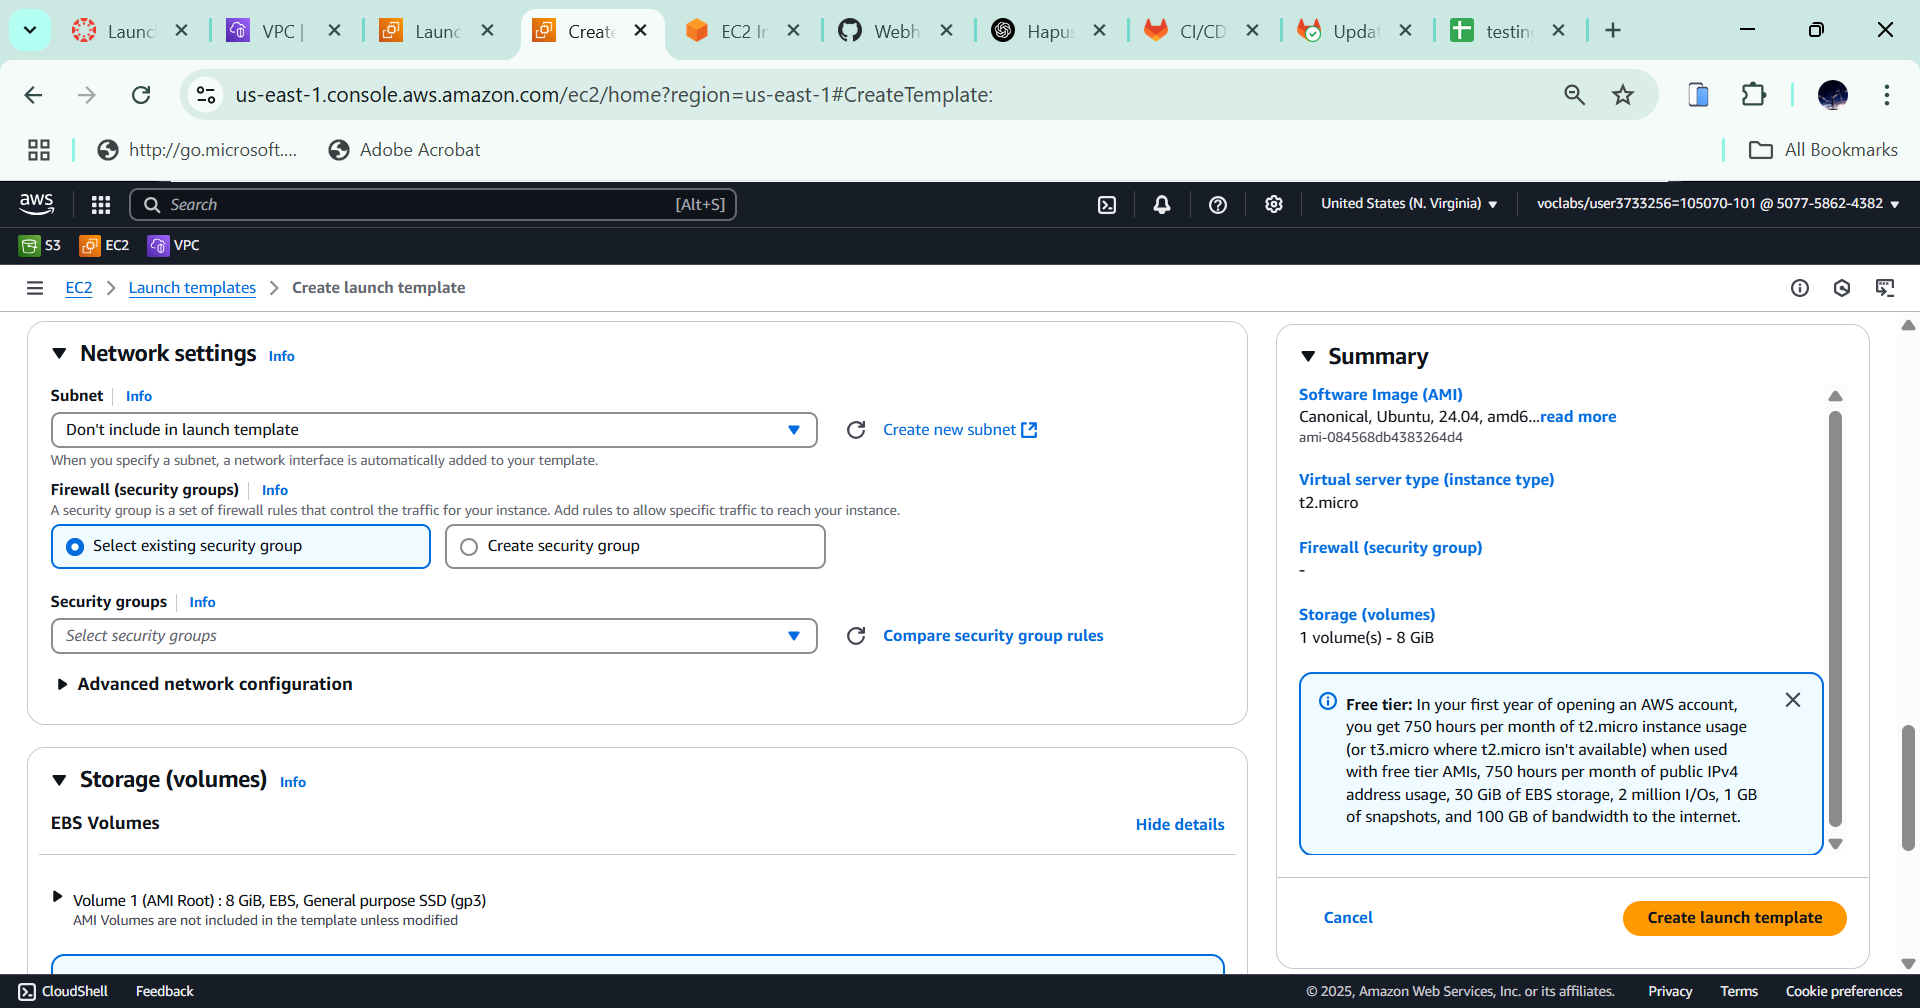 Launc
VPC |
Launc
Create
EC2 In
Webh
Hapus
CI/CD
Updat
testing
us-east-1.console.aws.amazon.com/ec2/home?region=us-east-1#CreateTemplate:
http://go.microsoft....
Adobe Acrobat
All Bookmarks
aws
Search
[Alt+S]
United States (N. Virginia)
voclabs/user3733256=105070-101 @ 5077-5862-4382
S3
EC2
VPC
EC2 > Launch templates > Create launch template
Network settings Info
Subnet Info
Don't include in launch template
Create new subnet
When you specify a subnet, a network interface is automatically added to your template.
Firewall (security groups) Info
A security group is a set of firewall rules that control the traffic for your instance. Add rules to allow specific traffic to reach your instance.
Select existing security group
Create security group
Security groups Info
Select security groups
Compare security group rules
Advanced network configuration
Storage (volumes) Info
EBS Volumes
Hide details
Volume 1 (AMI Root) : 8 GiB, EBS, General purpose SSD (gp3)
AMI Volumes are not included in the template unless modified
Summary
Software Image (AMI)
Canonical, Ubuntu, 24.04, amd6...read more
ami-084568db4383264d4
Virtual server type (instance type)
t2.micro
Firewall (security group)
-
Storage (volumes)
1 volume(s) - 8 GiB
Free tier: In your first year of opening an AWS account,
you get 750 hours per month of t2.micro instance usage
(or t3.micro where t2.micro isn't available) when used
with free tier AMIs, 750 hours per month of public IPv4
address usage, 30 GiB of EBS storage, 2 million I/Os, 1 GB
of snapshots, and 100 GB of bandwidth to the internet.
Cancel
Create launch template
CloudShell
Feedback
© 2025, Amazon Web Services, Inc. or its affiliates.
Privacy
Terms
Cookie preferences